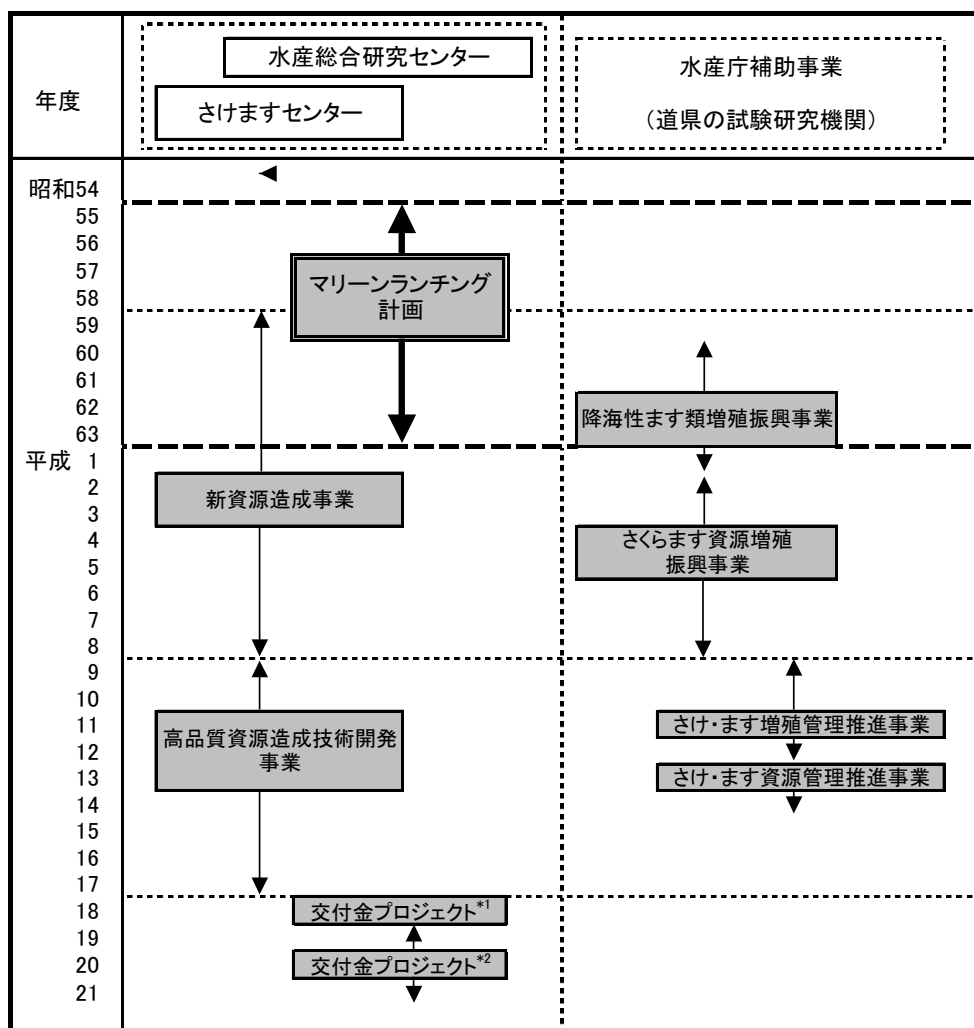 水産総合研究センター
さけますセンター
水産庁補助事業
（道県の試験研究機関）
年度
昭和54
55
56
57
58
59
60
61
62
63
平成 1
2
3
4
5
6
7
8
9
10
11
12
13
14
15
16
17
18
19
20
21
マリーンランチング
計画
降海性ます類増殖振興事業
新資源造成事業
さくらます資源増殖
振興事業
高品質資源造成技術開発
事業
さけ・ます増殖管理推進事業
さけ・ます資源管理推進事業
交付金プロジェクト*1
交付金プロジェクト*2